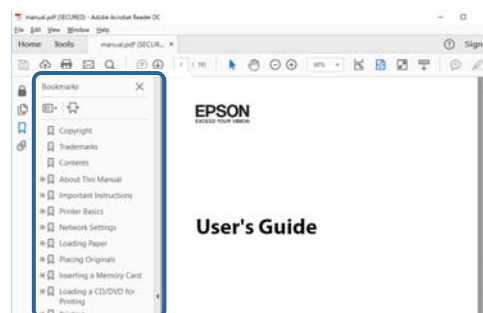 manual.pdf (SECURED) - Adobe Acrobat Reader DC
File Edit View Window Help
Home Tools manual.pdf (SECUR... × Sign
1 /
Bookmarks ×
Copyright
Trademarks
Contents
About This Manual
Important Instructions
Printer Basics
Network Settings
Loading Paper
Placing Originals
Inserting a Memory Card
Loading a CD/DVD for
Printing
EPSON
EXCEED YOUR VISION
User's Guide